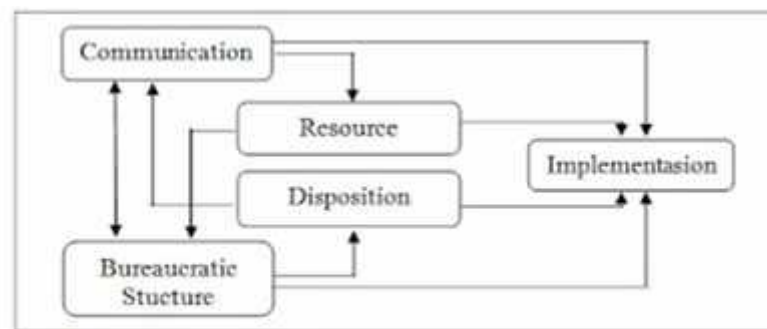 Communication
Resource
Implementasion
Disposition
Bureaucratic
Stucture